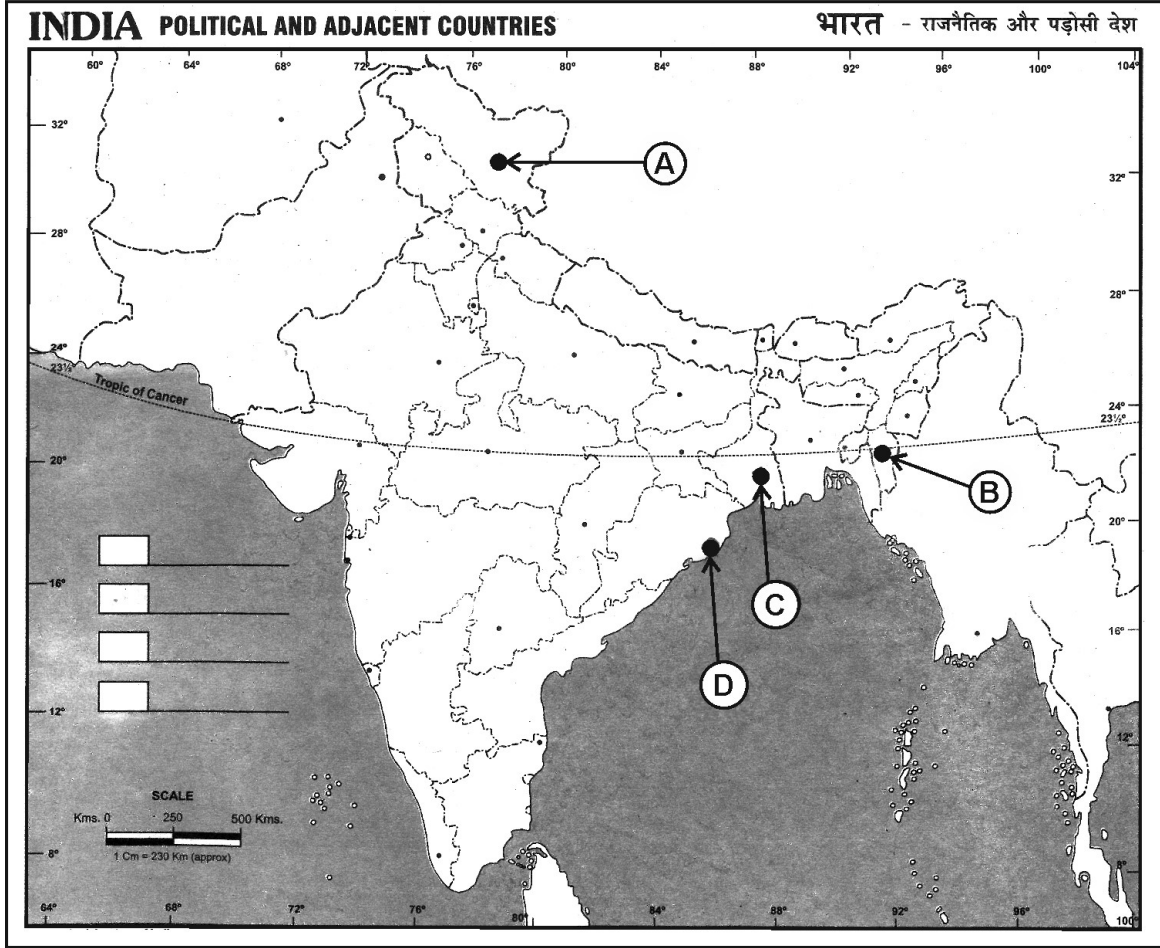 INDIA POLITICAL AND ADJACENT COUNTRIES
भारत - राजनैतिक और पड़ोसी देश
60° 64° 68° 72° 76° 80° 84° 88° 92° 96° 100° 104°
32°
A
32°
28°
28°
24°
23½
Tropic of Cancer
24°
23½°
20°
B
20°
16°
C
16°
D
12°
12°
SCALE
Kms. 0 250 500 Kms.
1 Cm = 230 Km (approx)
8°
8°
64° 68° 72° 76° 80° 84° 88° 92° 96° 100°